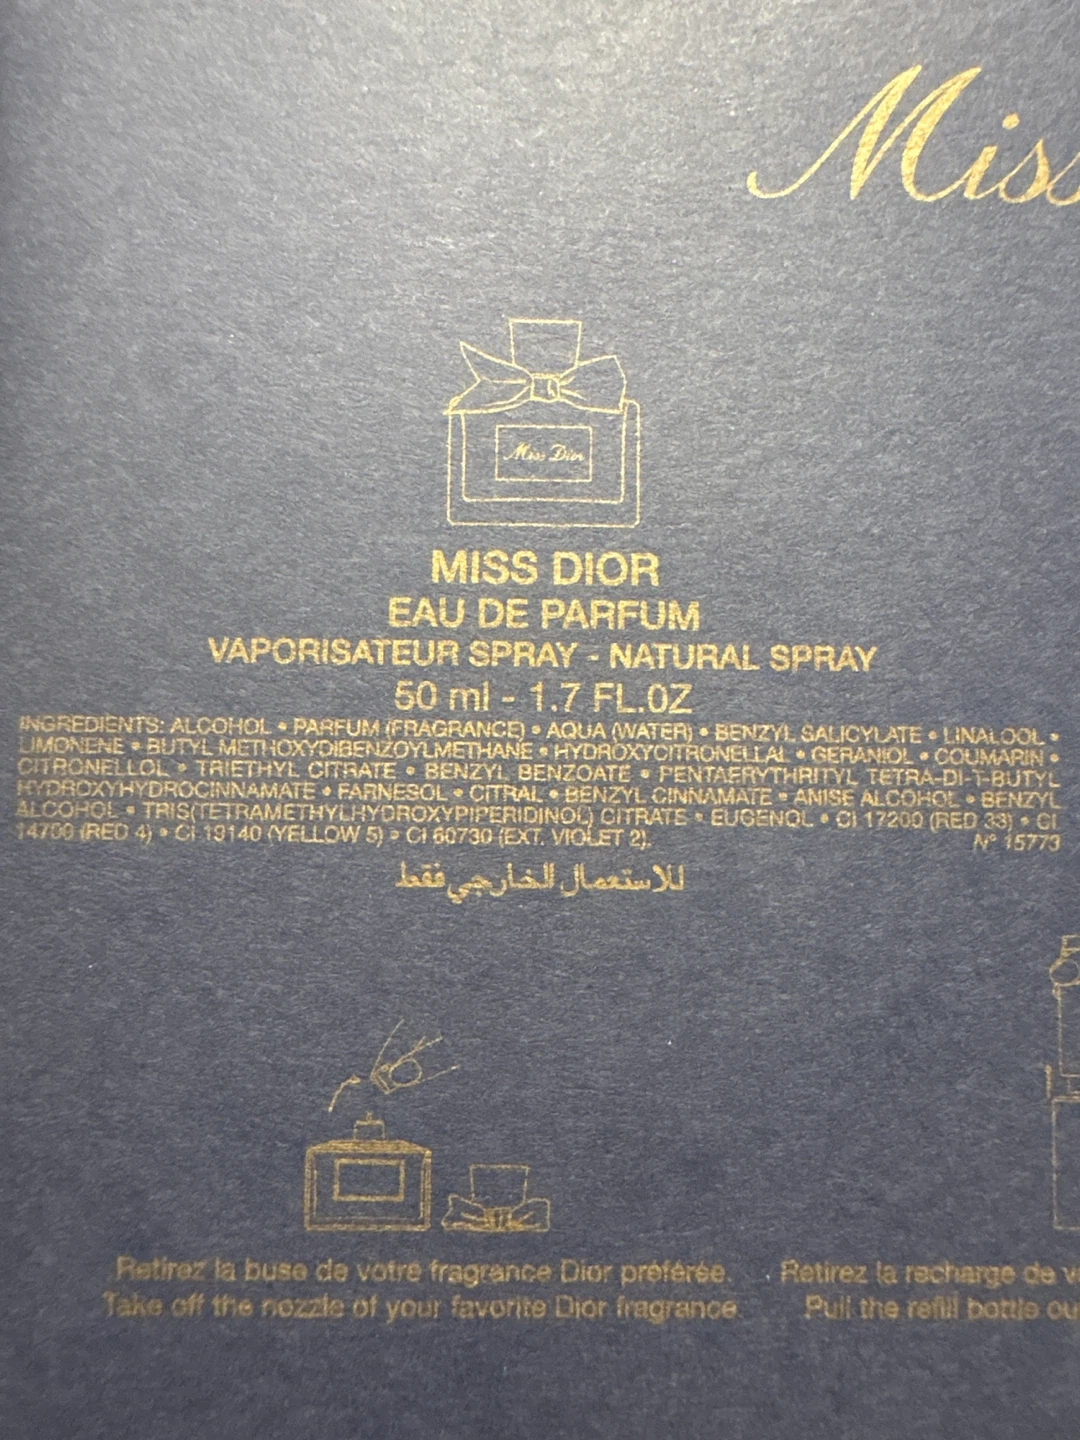 Miss
Miss Dior
MISS DIOR
EAU DE PARFUM
VAPORISATEUR SPRAY - NATURAL SPRAY
50 ml - 1.7 FL.OZ
INGREDIENTS: ALCOHOL • PARFUM (FRAGRANCE) • AQUA (WATER) • BENZYL SALICYLATE • LINALOOL •
LIMONENE • BUTYL METHOXYDIBENZOYLMETHANE • HYDROXYCITRONELLAL • GERANIOL • COUMARIN •
CITRONELLOL • TRIETHYL CITRATE • BENZYL BENZOATE • PENTAERYTHRITYL TETRA-DI-T-BUTYL
HYDROXYHYDROCINNAMATE • FARNESOL • CITRAL • BENZYL CINNAMATE • ANISE ALCOHOL • BENZYL
ALCOHOL • TRIS(TETRAMETHYLHYDROXYPIPERIDINOL) CITRATE • EUGENOL • CI 17200 (RED 33) • CI
14700 (RED 4) • CI 19140 (YELLOW 5) • CI 60730 (EXT. VIOLET 2). N° 15773
للاستعمال الخارجي فقط
Retirez la buse de votre fragrance Dior préférée.
Take off the nozzle of your favorite Dior fragrance.
Retirez la recharge de
Pull the refill bottle